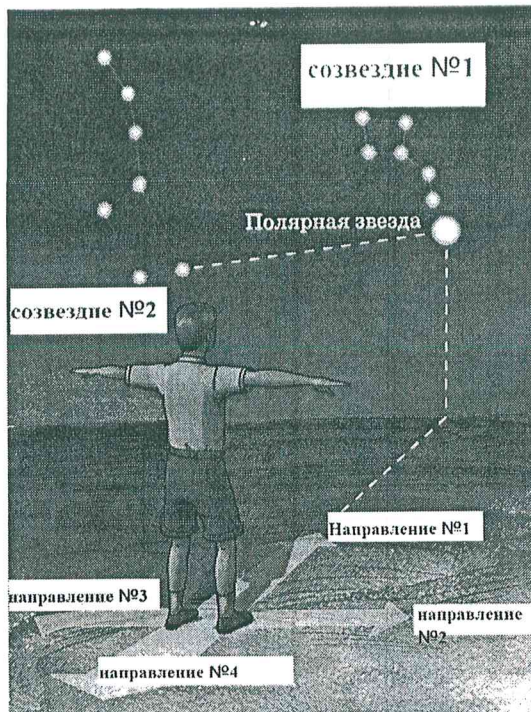 созвездие №1
Полярная звезда
созвездие №2
Направление №1
направление №3
направление
№2
направление №4